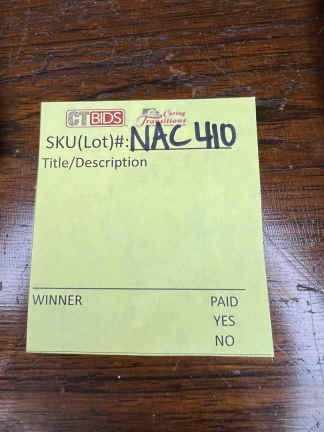 CTBIDS Caring Transitions
SKU(Lot)#: NAC 410
Title/Description
WINNER PAID
YES
NO